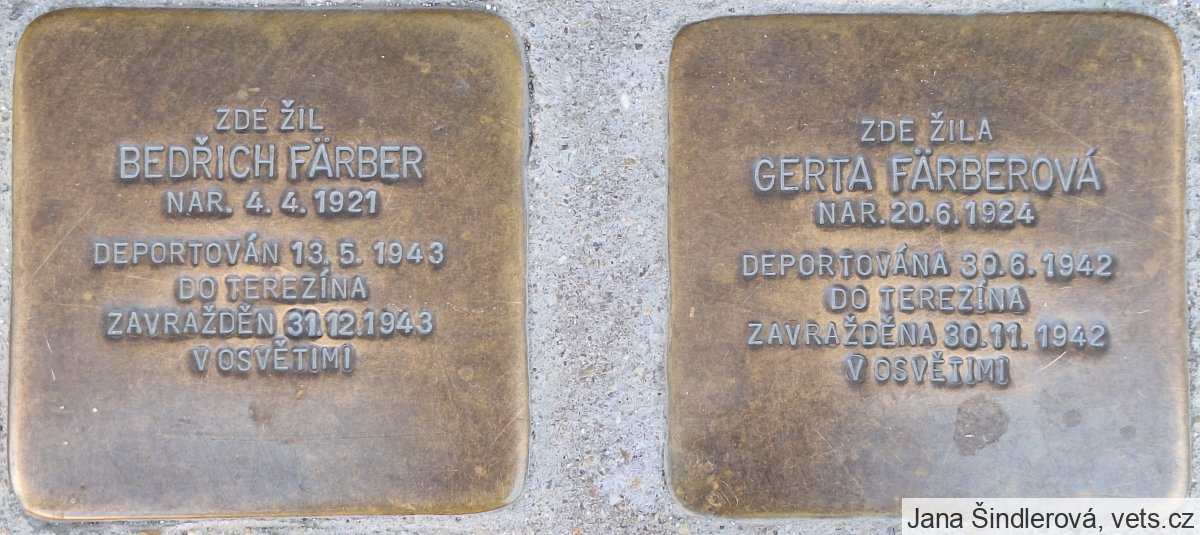 ZDE ŽIL
BEDŘICH FÄRBER
NAR. 4. 4. 1921
DEPORTOVÁN 13. 5. 1943
DO TEREZÍNA
ZAVRAŽDĚN 31.12.1943
V OSVĚTIMI
ZDE ŽILA
GERTA FÄRBEROVÁ
NAR. 20.6.1924
DEPORTOVÁNA 30.6.1942
DO TEREZÍNA
ZAVRAŽDĚNA 30.11.1942
V OSVĚTIMI
Jana Šindlerová, vets.cz